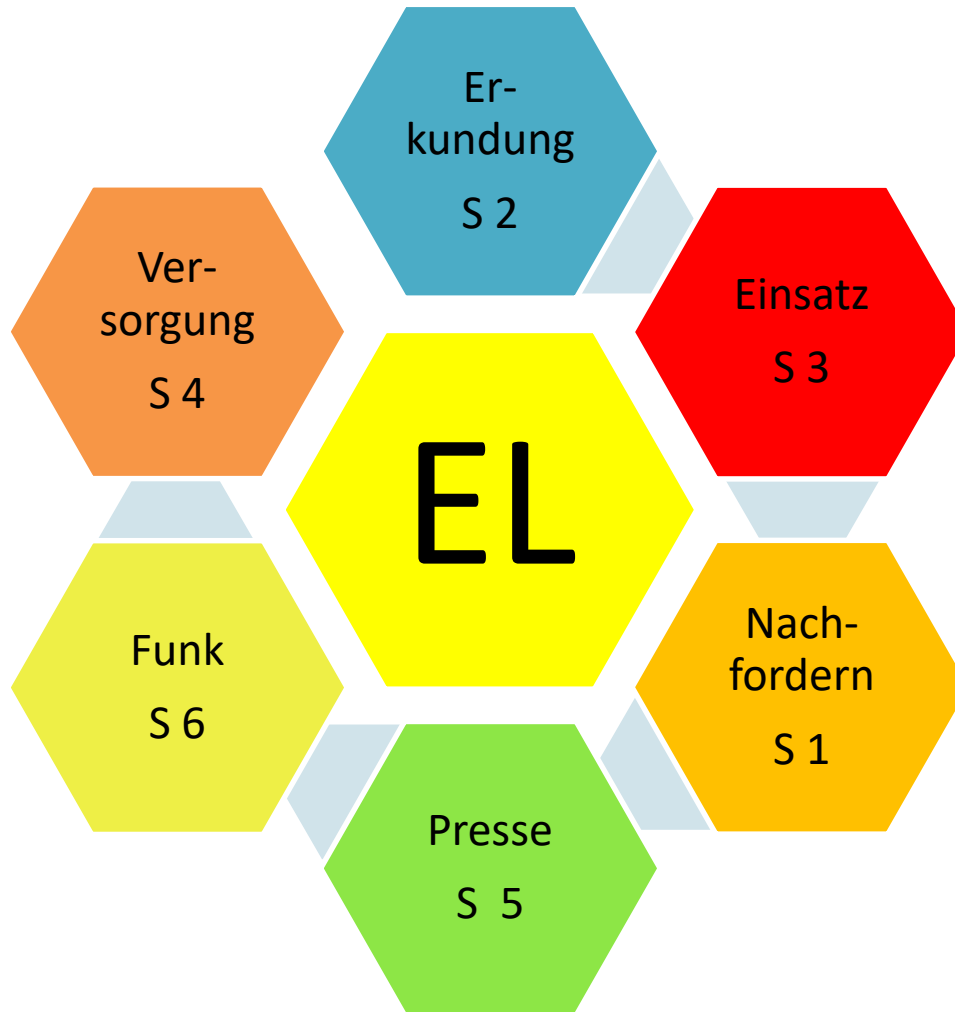 Er-
kundung
S 2
Einsatz
S 3
Nach-
fordern
S 1
Presse
S 5
Funk
S 6
Ver-
sorgung
S 4
EL